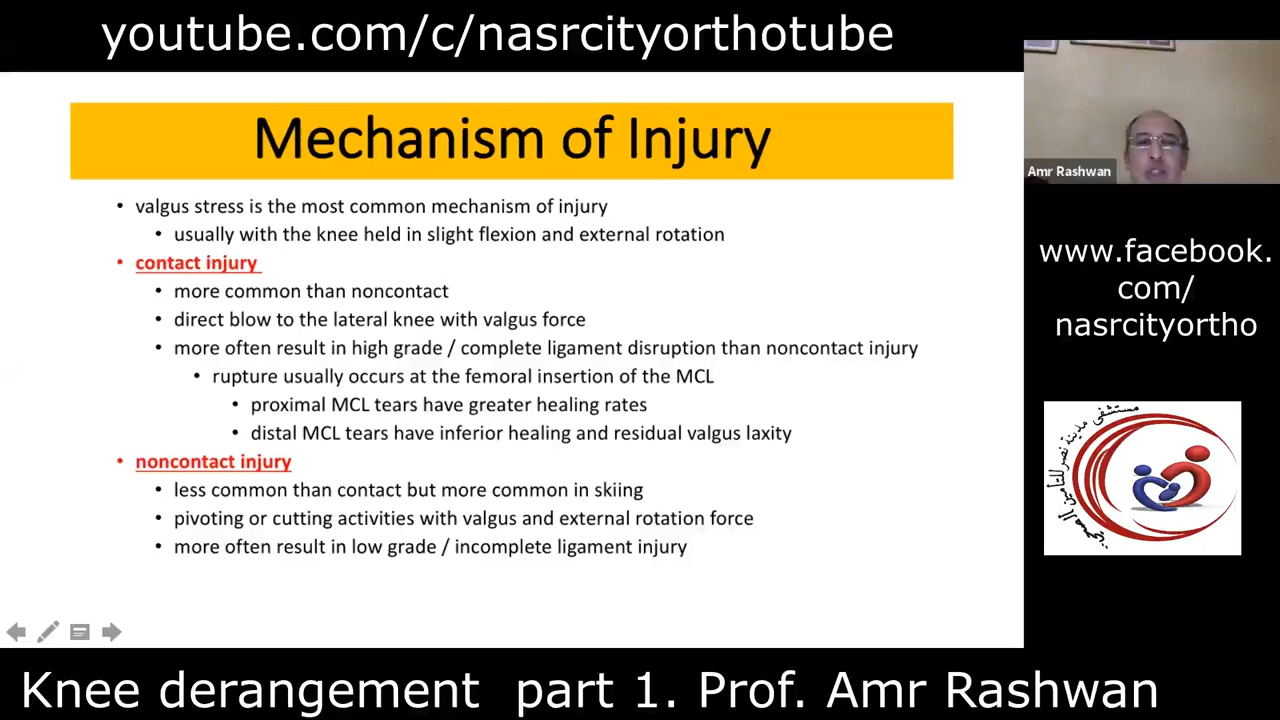 youtube.com/c/nasrcityorthotube
Mechanism of Injury
• valgus stress is the most common mechanism of injury
• usually with the knee held in slight flexion and external rotation
• contact injury
• more common than noncontact
• direct blow to the lateral knee with valgus force
• more often result in high grade / complete ligament disruption than noncontact injury
• rupture usually occurs at the femoral insertion of the MCL
• proximal MCL tears have greater healing rates
• distal MCL tears have inferior healing and residual valgus laxity
• noncontact injury
• less common than contact but more common in skiing
• pivoting or cutting activities with valgus and external rotation force
• more often result in low grade / incomplete ligament injury
Amr Rashwan
www.facebook.
com/
nasrcityortho
مستشفى مدينة نصر للتأمين الصحى
Knee derangement part 1. Prof. Amr Rashwan